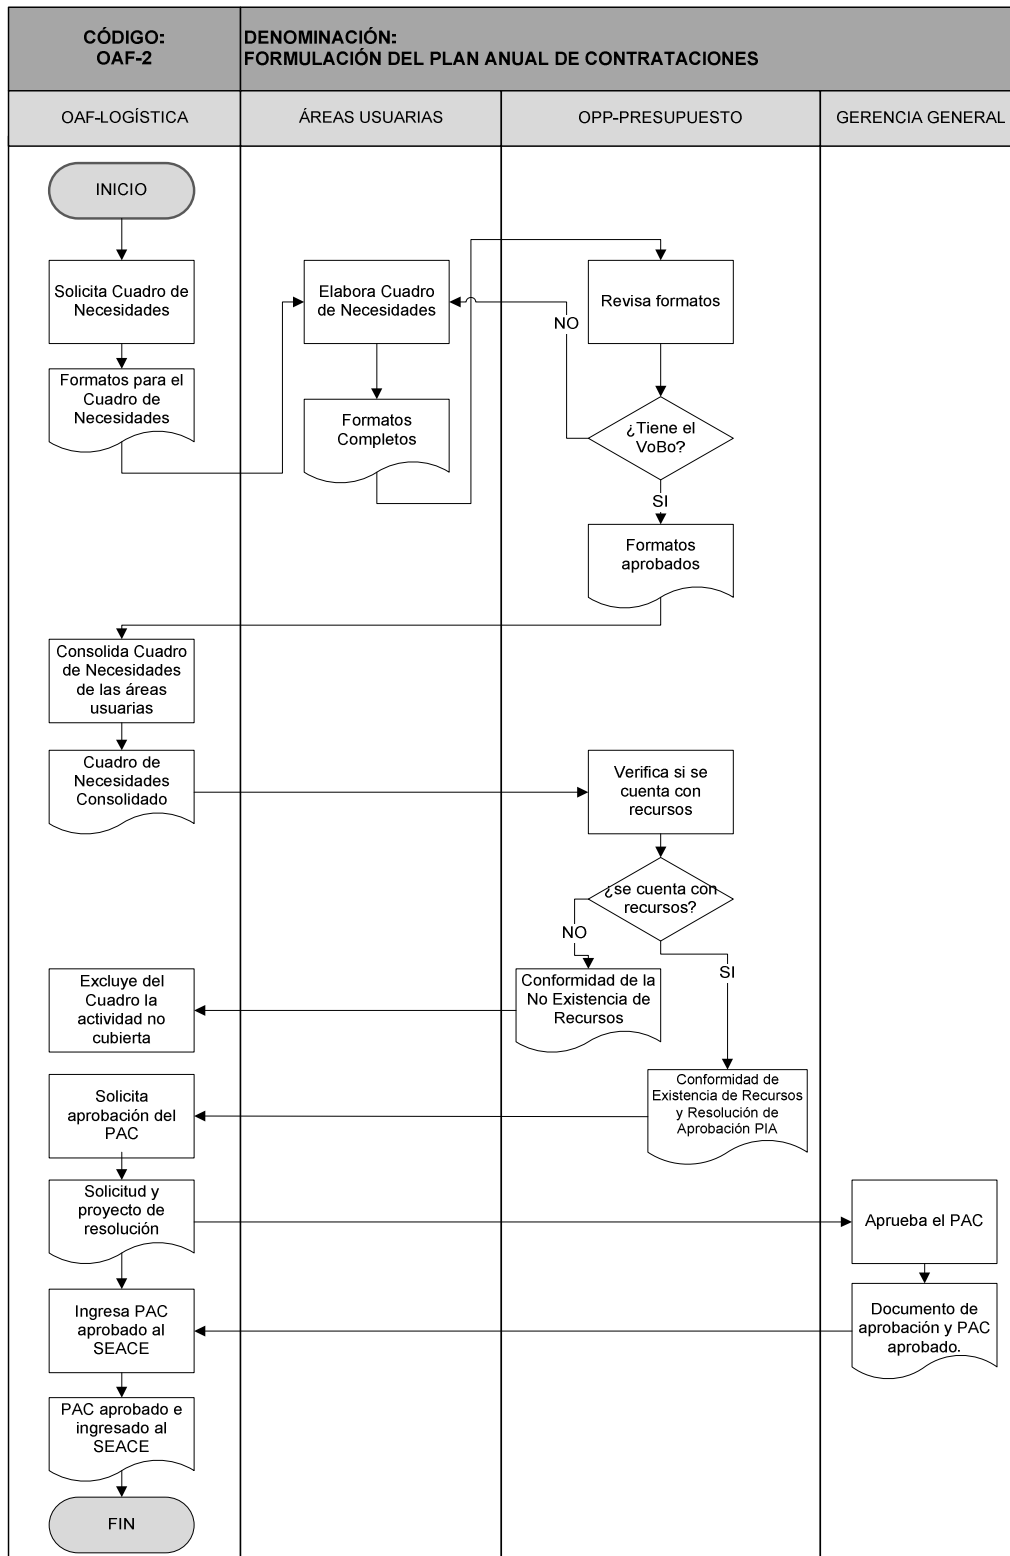 CÓDIGO:
OAF-2
DENOMINACIÓN:
FORMULACIÓN DEL PLAN ANUAL DE CONTRATACIONES
OAF-LOGÍSTICA
ÁREAS USUARIAS
OPP-PRESUPUESTO
GERENCIA GENERAL
INICIO
Solicita Cuadro de
Necesidades
Elabora Cuadro
de Necesidades
Revisa formatos
NO
Formatos para el
Cuadro de
Necesidades
Formatos
Completos
¿Tiene el
VoBo?
SI
Formatos
aprobados
Consolida Cuadro
de Necesidades
de las áreas
usuarias
Cuadro de
Necesidades
Consolidado
Verifica si se
cuenta con
recursos
¿se cuenta con
recursos?
NO
SI
Excluye del
Cuadro la
actividad no
cubierta
Conformidad de la
No Existencia de
Recursos
Solicita
aprobación del
PAC
Conformidad de
Existencia de Recursos
y Resolución de
Aprobación PIA
Solicitud y
proyecto de
resolución
Aprueba el PAC
Ingresa PAC
aprobado al
SEACE
Documento de
aprobación y PAC
aprobado.
PAC aprobado e
ingresado al
SEACE
FIN